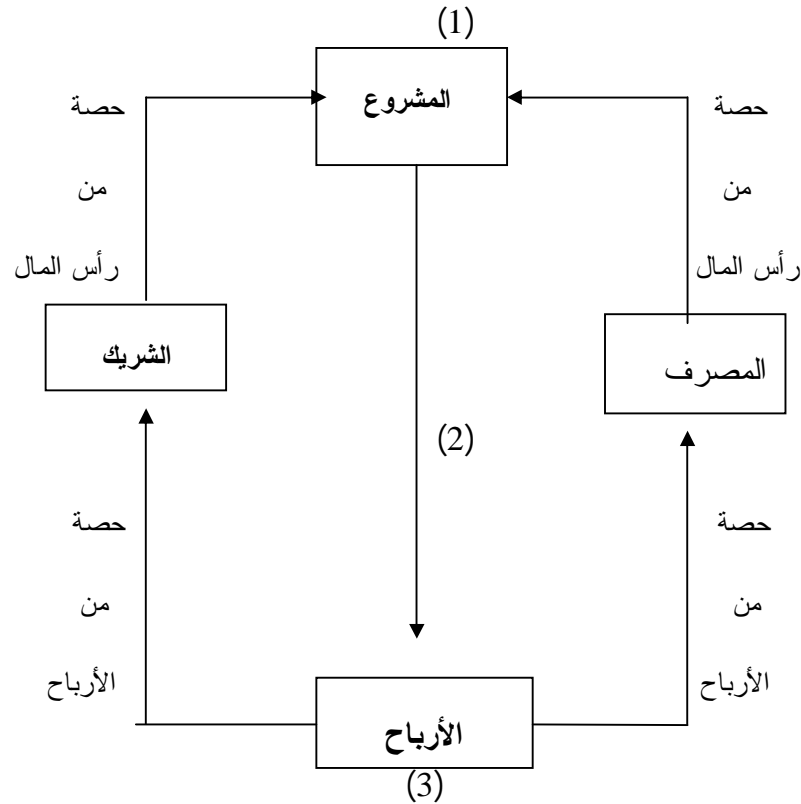 (1)
المشروع
حصة
من
رأس المال
حصة
من
رأس المال
المصرف
الشريك
(2)
حصة
من
الأرباح
حصة
من
الأرباح
الأرباح
(3)